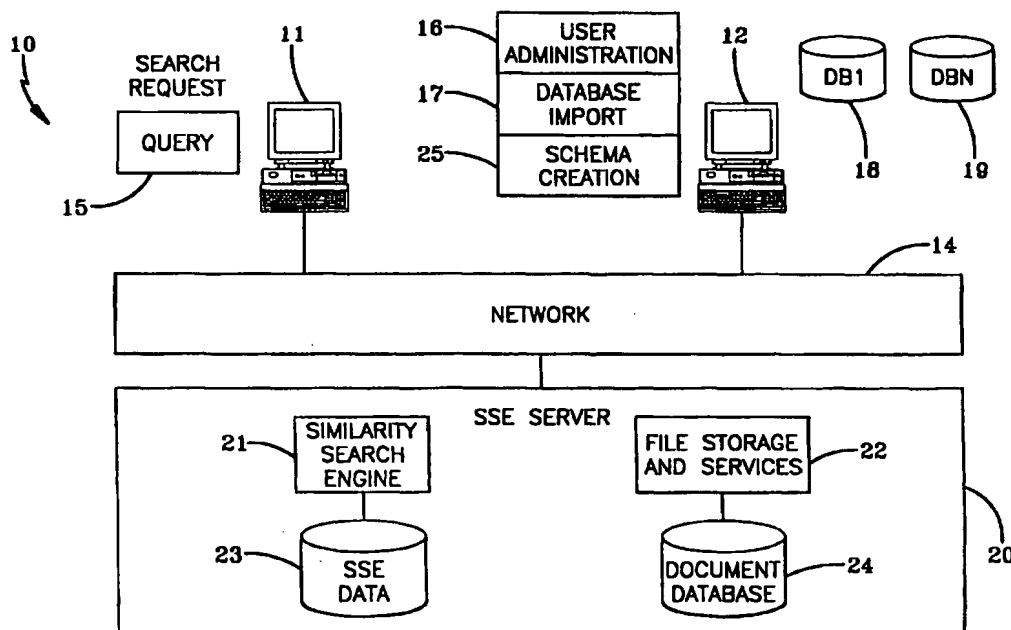 10
11
16
USER
ADMINISTRATION
12
DB1
DBN
SEARCH
REQUEST
17
DATABASE
IMPORT
QUERY
25
SCHEMA
CREATION
18
19
15
14
NETWORK
SSE SERVER
21
SIMILARITY
SEARCH
ENGINE
FILE STORAGE
AND SERVICES
22
20
23
SSE
DATA
DOCUMENT
DATABASE
24